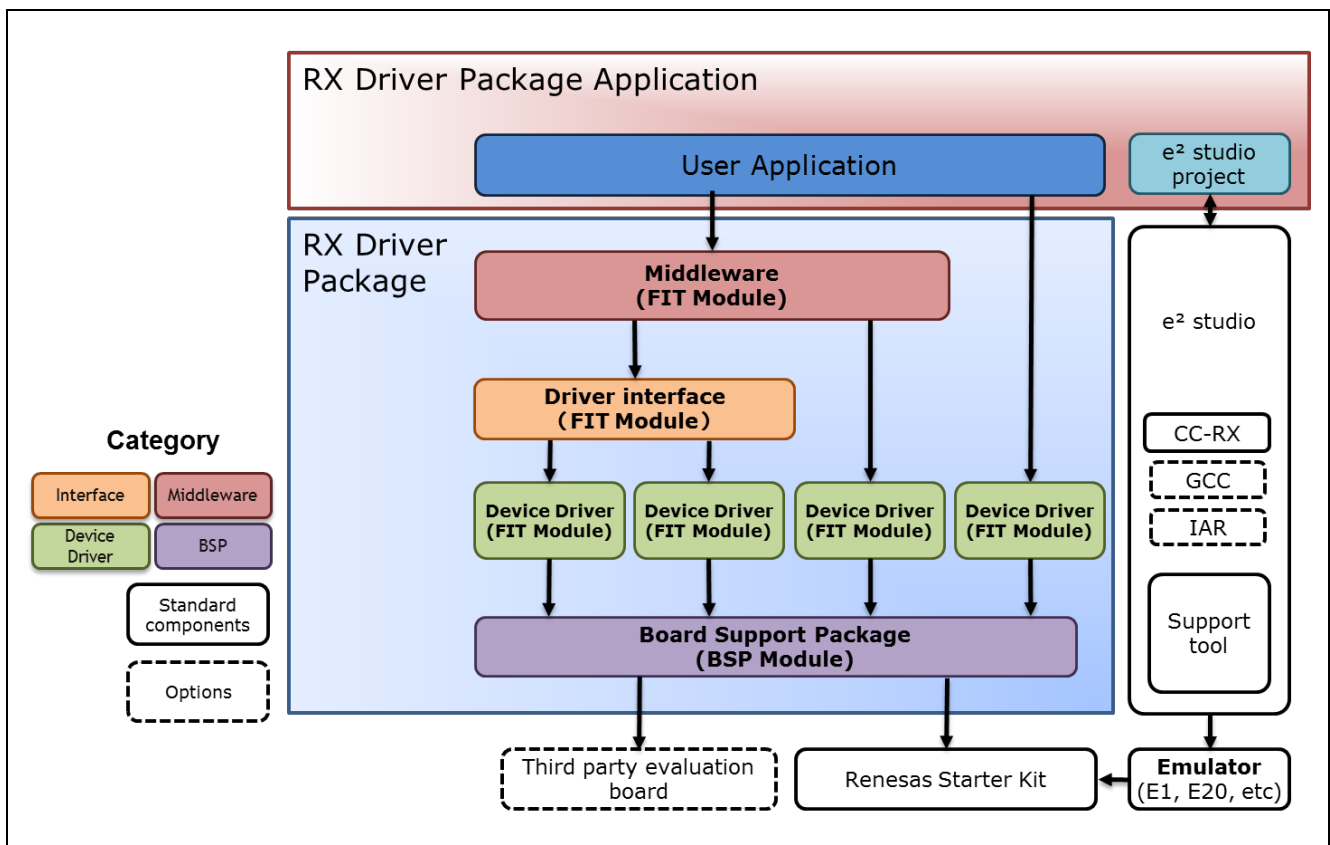 RX Driver Package Application
User Application
e² studio
project
RX Driver
Package
Middleware
(FIT Module)
e² studio
Driver interface
（FIT Module）
CC-RX
GCC
IAR
Category
Interface
Middleware
Device
Driver
BSP
Standard
components
Options
Device Driver
(FIT Module)
Device Driver
(FIT Module)
Device Driver
(FIT Module)
Device Driver
(FIT Module)
Support
tool
Board Support Package
(BSP Module)
Third party evaluation
board
Renesas Starter Kit
Emulator
(E1, E20, etc)